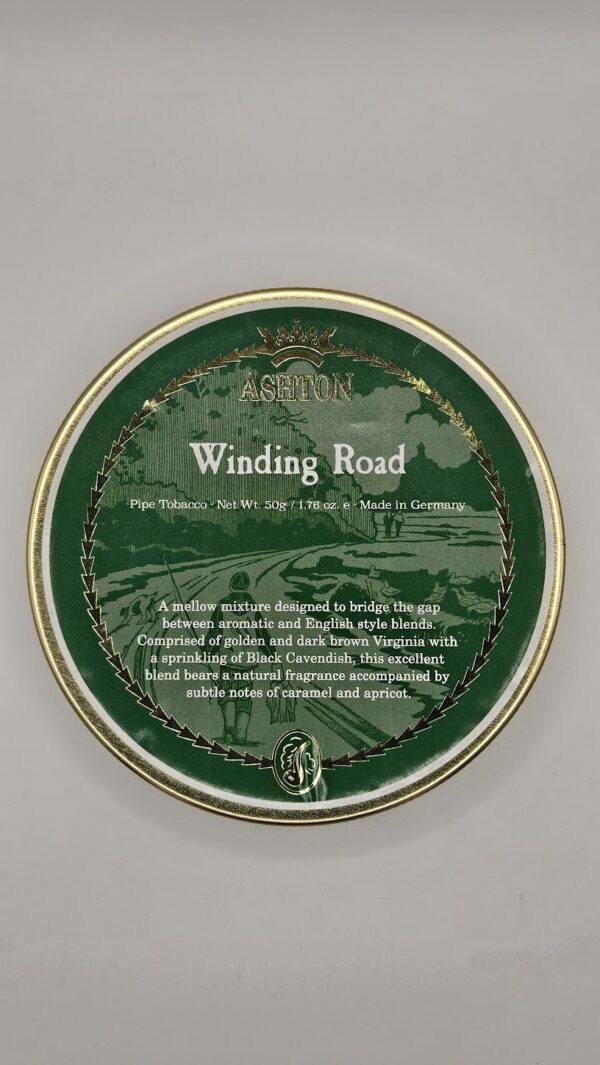 ASHTON
Winding Road
Pipe Tobacco · Net Wt. 50g / 1.76 oz. e · Made in Germany
A mellow mixture designed to bridge the gap
between aromatic and English style blends.
Comprised of golden and dark brown Virginia with
a sprinkling of Black Cavendish, this excellent
blend bears a natural fragrance accompanied by
subtle notes of caramel and apricot.